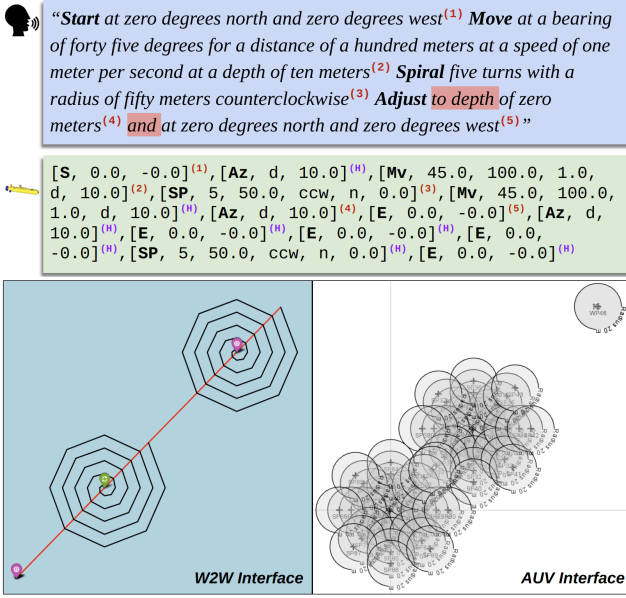 “Start at zero degrees north and zero degrees west(1) Move at a bearing
of forty five degrees for a distance of a hundred meters at a speed of one
meter per second at a depth of ten meters(2) Spiral five turns with a
radius of fifty meters counterclockwise(3) Adjust to depth of zero
meters(4) and at zero degrees north and zero degrees west(5)”
[S, 0.0, -0.0](1),[Az, d, 10.0](H),[Mv, 45.0, 100.0, 1.0,
d, 10.0](2),[SP, 5, 50.0, ccw, n, 0.0](3),[Mv, 45.0, 100.0,
1.0, d, 10.0](H),[Az, d, 10.0](4),[E, 0.0, -0.0](5),[Az, d,
10.0](H),[E, 0.0, -0.0](H),[E, 0.0, -0.0](H),[E, 0.0,
-0.0](H),[SP, 5, 50.0, ccw, n, 0.0](H),[E, 0.0, -0.0](H)
Radius 20 m
W2W Interface
AUV Interface